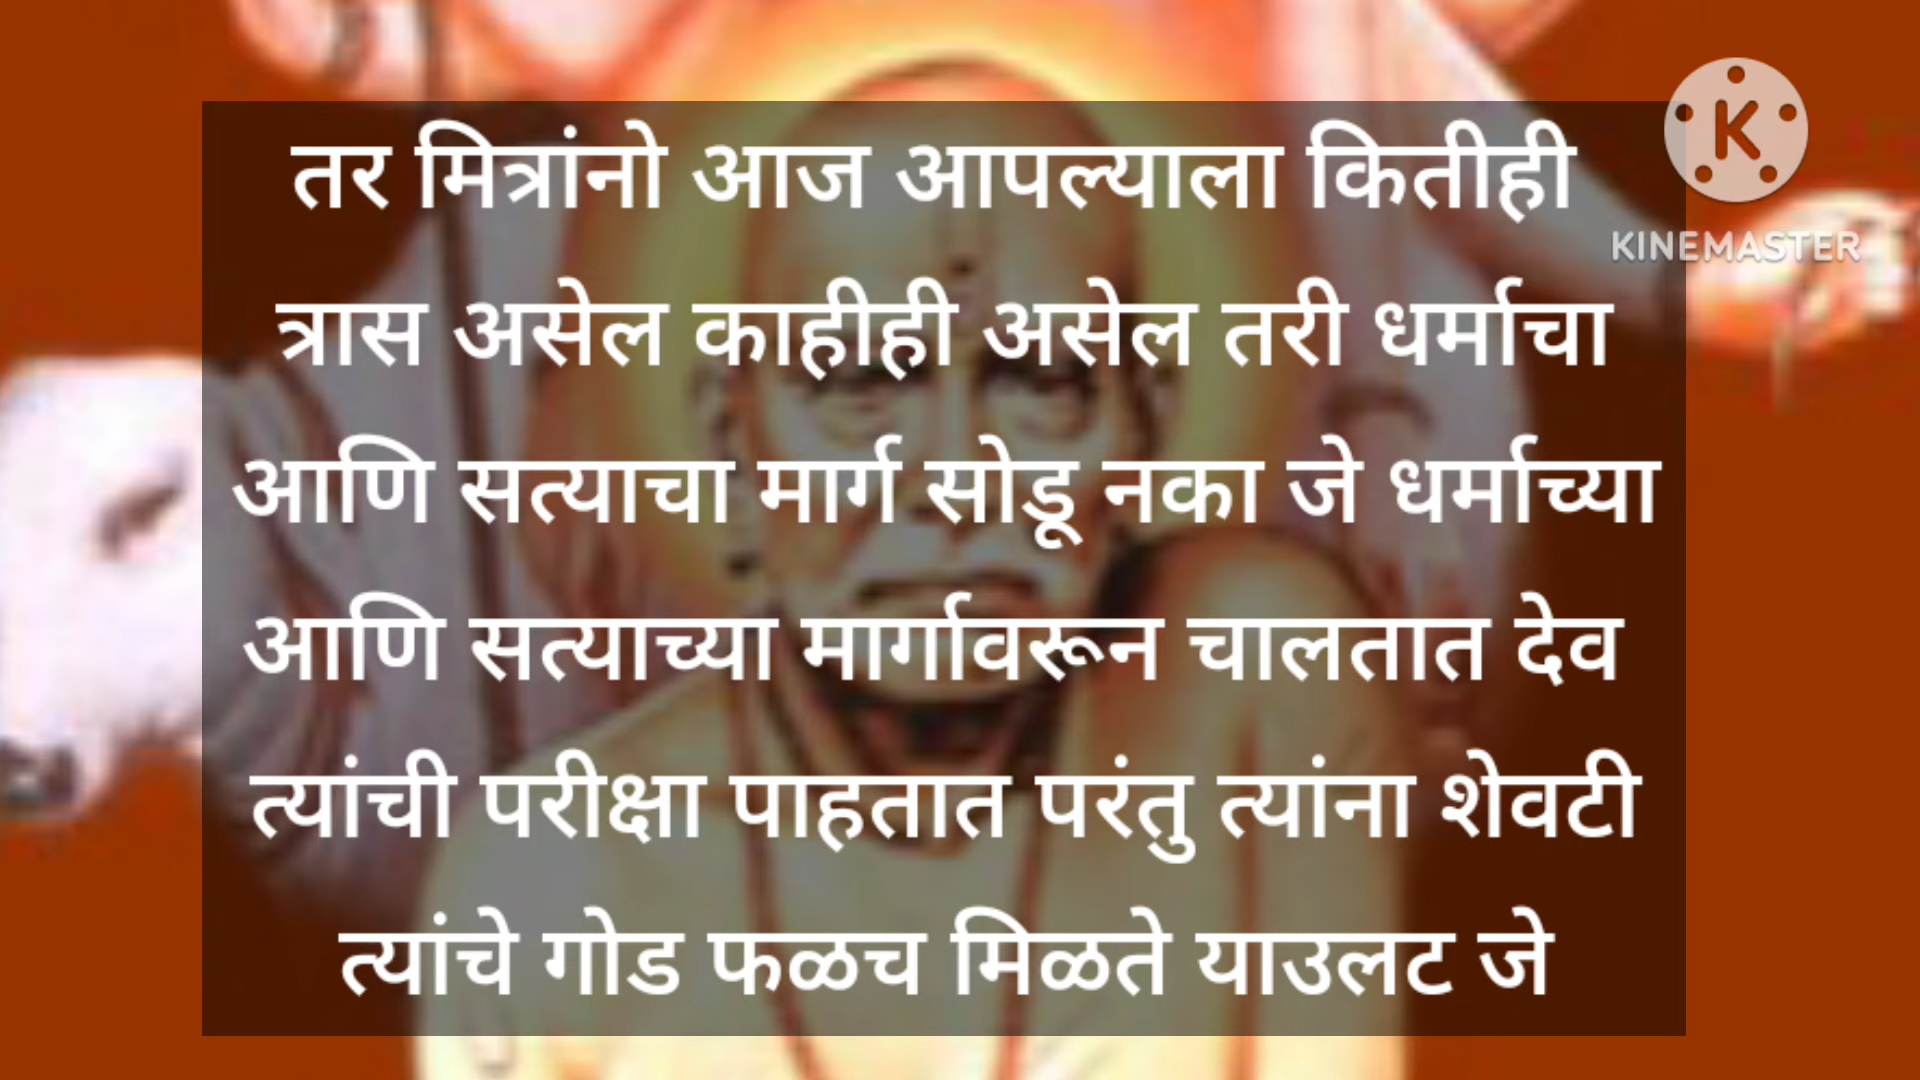 तर मित्रांनो आज आपल्याला कितीही
त्रास असेल काहीही असेल तरी धर्माचा
आणि सत्याचा मार्ग सोडू नका जे धर्माच्या
आणि सत्याच्या मार्गावरून चालतात देव
त्यांची परीक्षा पाहतात परंतु त्यांना शेवटी
त्यांचे गोड फळच मिळते याउलट जे
K
KINEMASTER